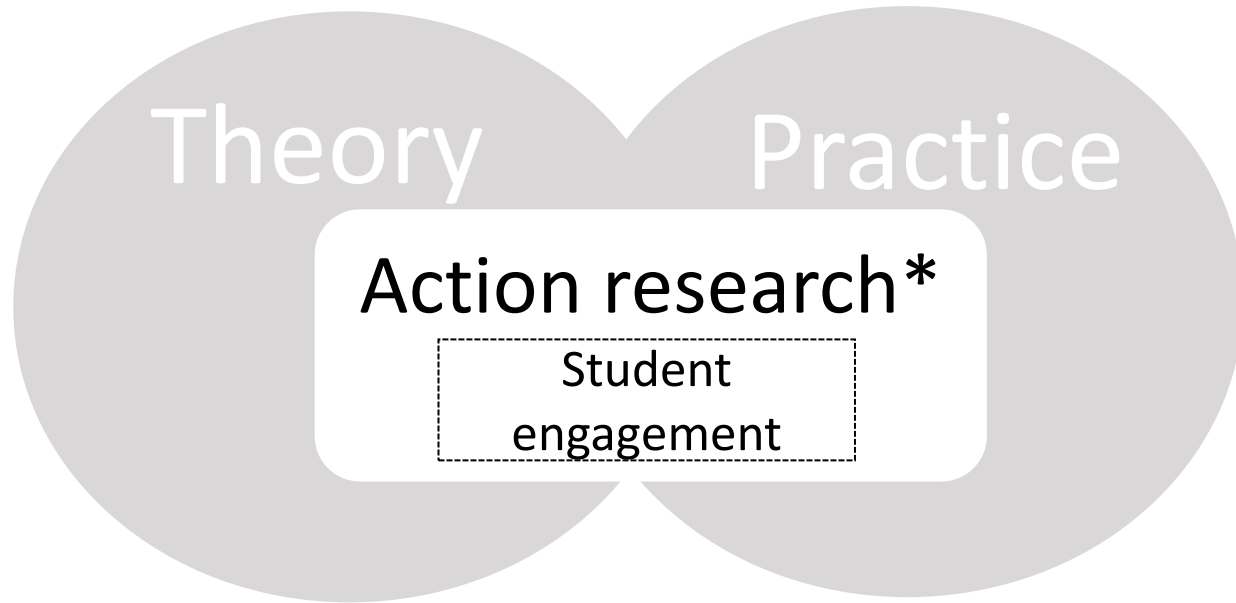 Theory
Practice
Action research*
Student
engagement